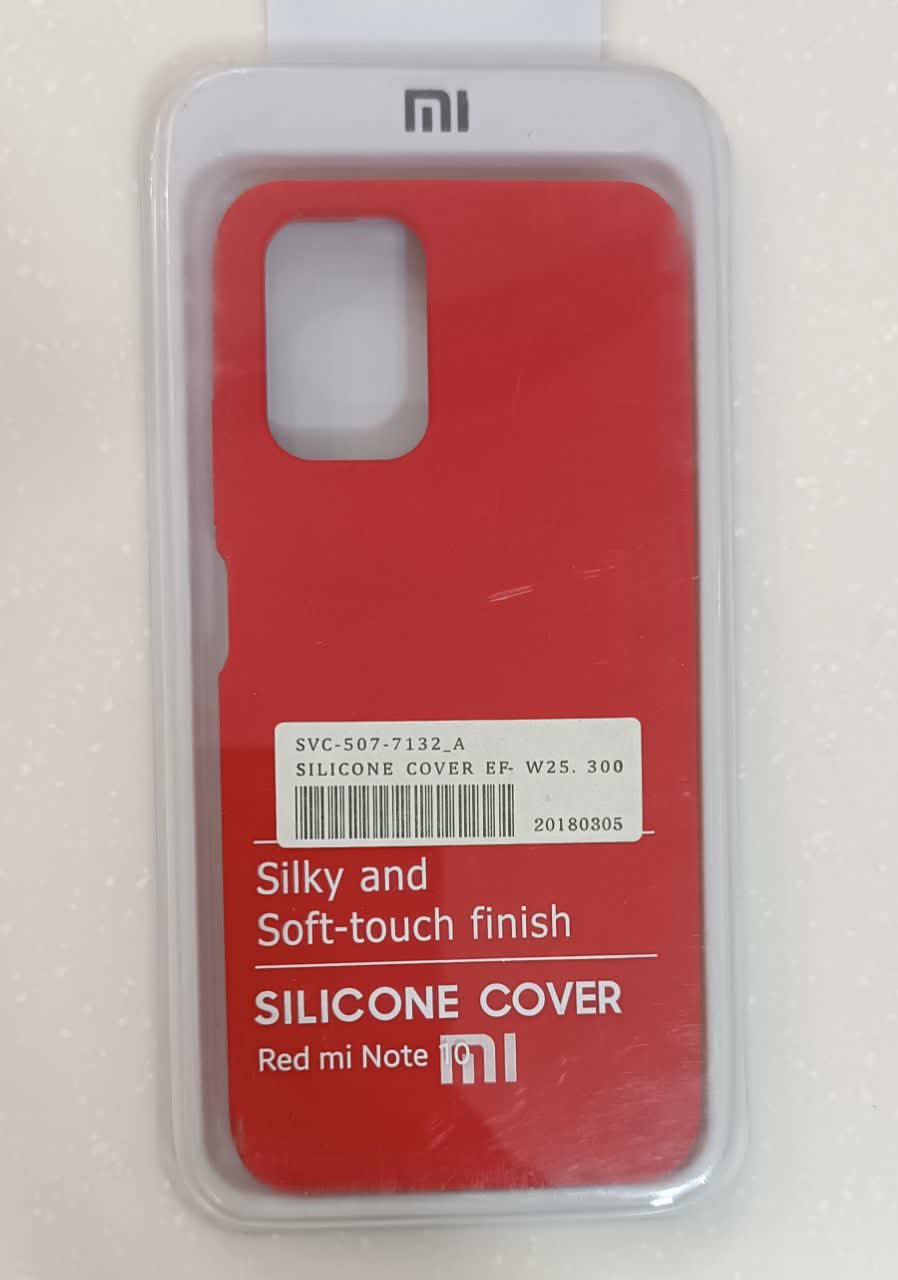 mi
SVC-507-7132_A
SILICONE COVER EF- W25. 300
20180305
Silky and
Soft-touch finish
SILICONE COVER
Red mi Note 10
mi